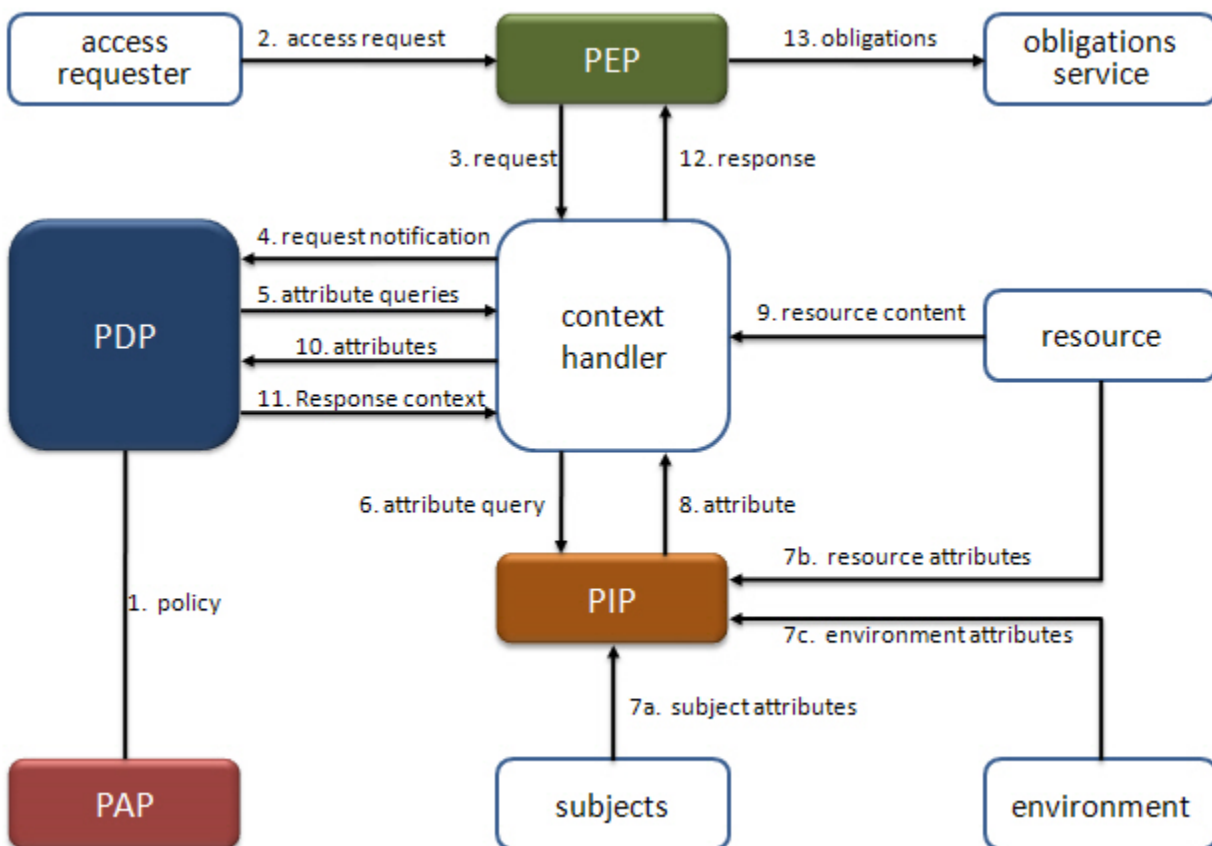 access
requester
2. access request
PEP
13. obligations
obligations
service
3. request
12. response
4. request notification
5. attribute queries
PDP
10. attributes
11. Response context
context
handler
9. resource content
resource
6. attribute query
8. attribute
7b. resource attributes
PIP
1. policy
7c. environment attributes
7a. subject attributes
PAP
subjects
environment